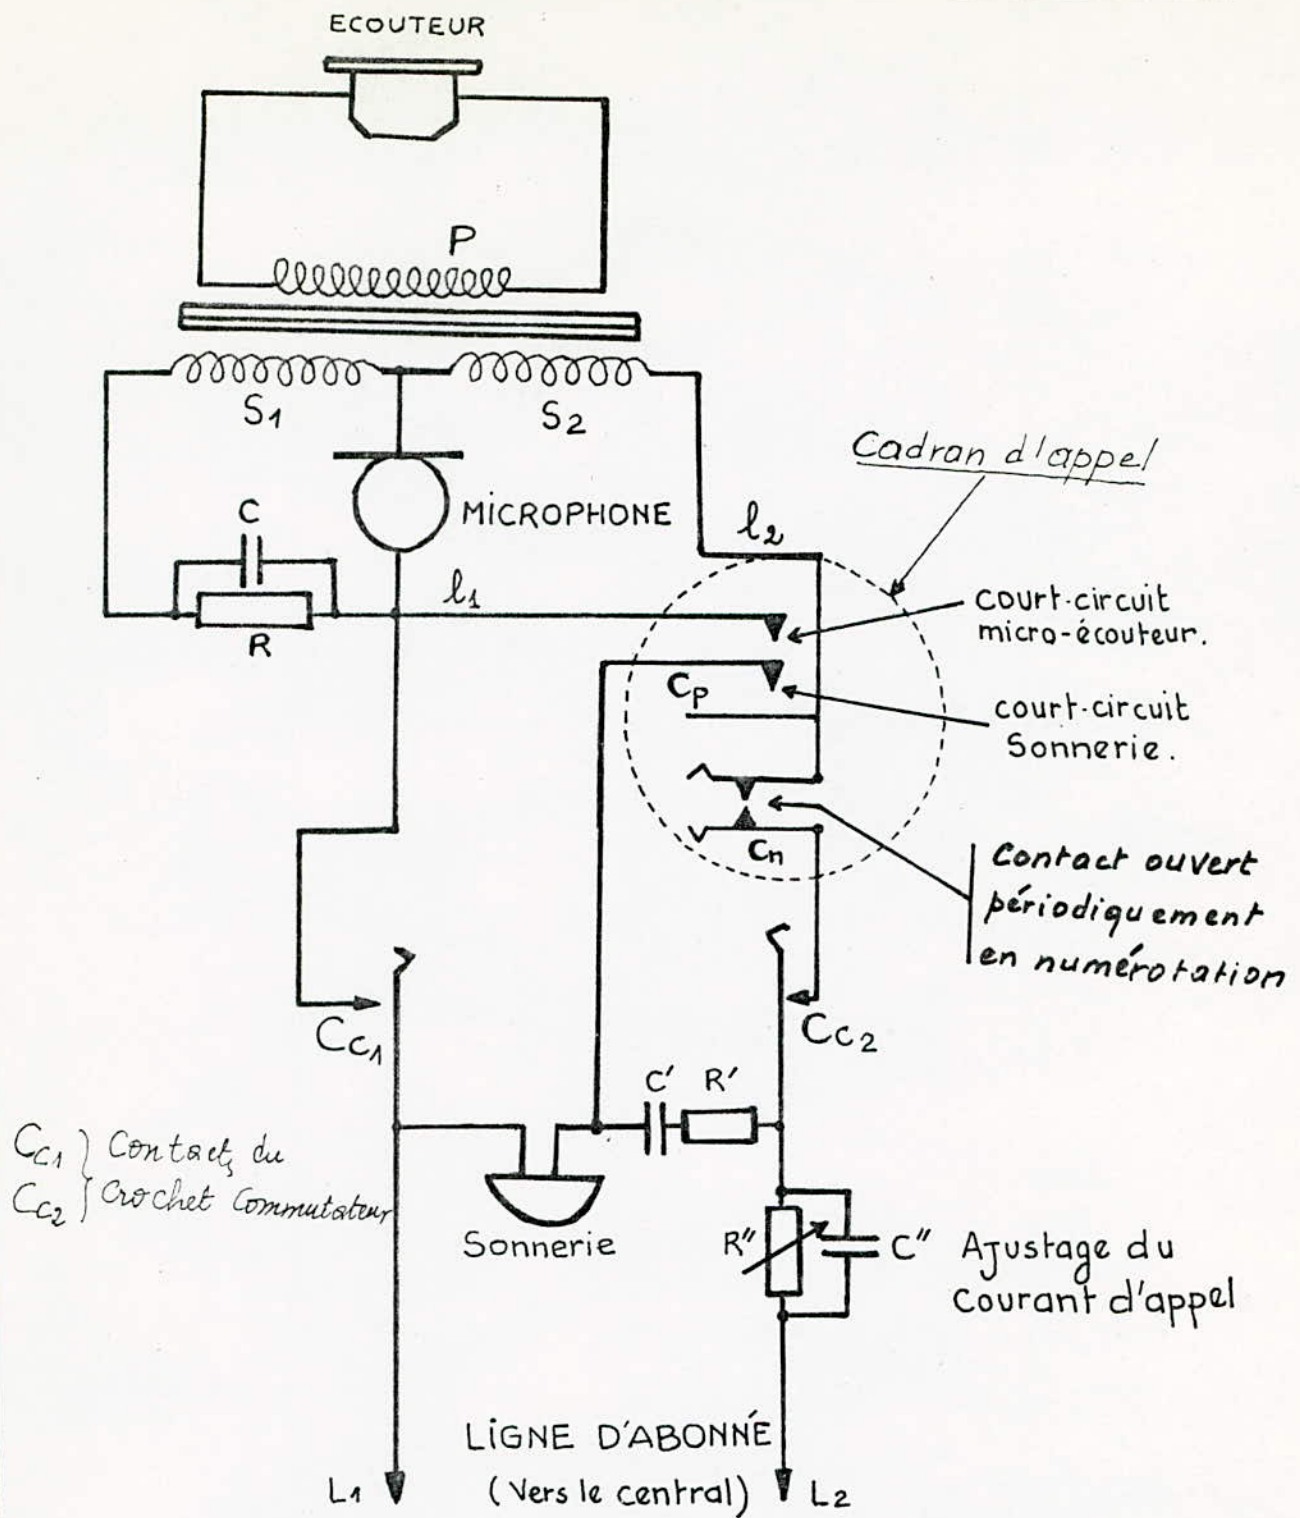 ECOUTEUR
P
S1
S2
Cadran d'appel
C
MICROPHONE
l2
l1
R
court-circuit
micro-écouteur.
Cp
court-circuit
Sonnerie.
Cn
Contact ouvert
périodiquement
en numérotation
CC1
CC2
C' R'
CC1 } Contacts du
CC2 } Crochet Commutateur
Sonnerie
R"
C"
Ajustage du
courant d'appel
LIGNE D'ABONNÉ
(Vers le central)
L1
L2